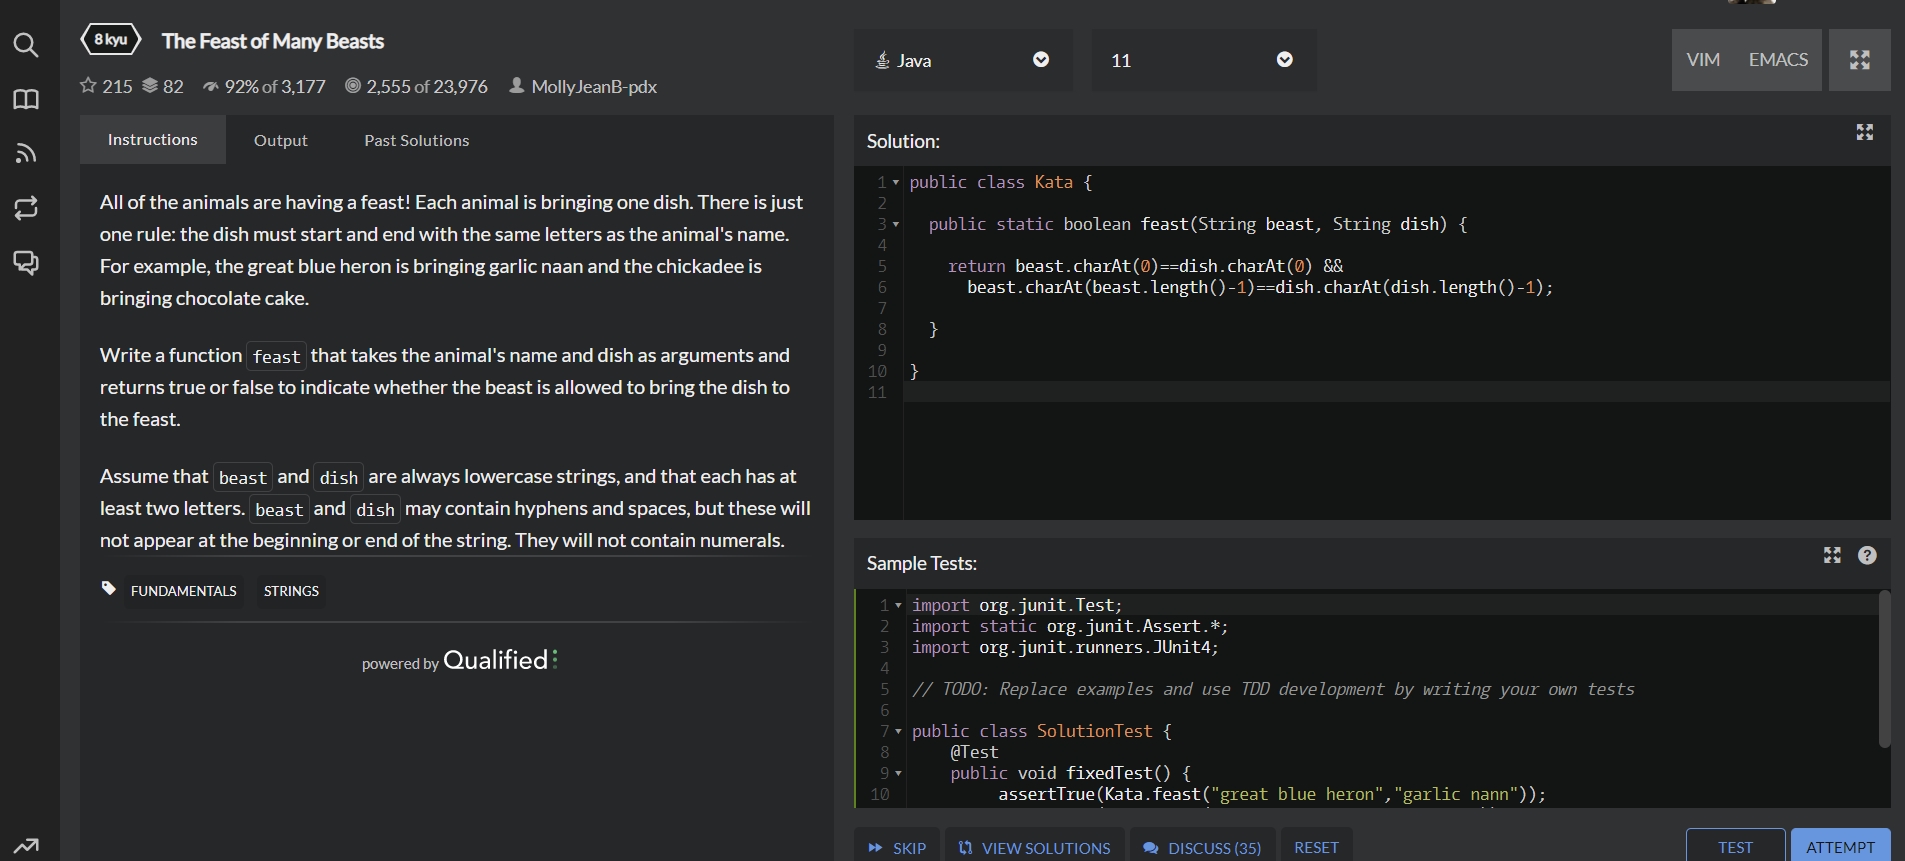 8 kyu
The Feast of Many Beasts
215 82 92% of 3,177 2,555 of 23,976 MollyJeanB-pdx
Java
11
VIM EMACS
Instructions Output Past Solutions
All of the animals are having a feast! Each animal is bringing one dish. There is just
one rule: the dish must start and end with the same letters as the animal's name.
For example, the great blue heron is bringing garlic naan and the chickadee is
bringing chocolate cake.
Write a function feast that takes the animal's name and dish as arguments and
returns true or false to indicate whether the beast is allowed to bring the dish to
the feast.
Assume that beast and dish are always lowercase strings, and that each has at
least two letters. beast and dish may contain hyphens and spaces, but these will
not appear at the beginning or end of the string. They will not contain numerals.
FUNDAMENTALS STRINGS
powered by Qualified
Solution:
1 public class Kata {
2
3 public static boolean feast(String beast, String dish) {
4
5 return beast.charAt(0)==dish.charAt(0) &&
6 beast.charAt(beast.length()-1)==dish.charAt(dish.length()-1);
7
8 }
9
10 }
11
Sample Tests:
1 import org.junit.Test;
2 import static org.junit.Assert.*;
3 import org.junit.runners.JUnit4;
4
5 // TODO: Replace examples and use TDD development by writing your own tests
6
7 public class SolutionTest {
8 @Test
9 public void fixedTest() {
10 assertTrue(Kata.feast("great blue heron","garlic nann"));
SKIP VIEW SOLUTIONS DISCUSS (35) RESET TEST ATTEMPT